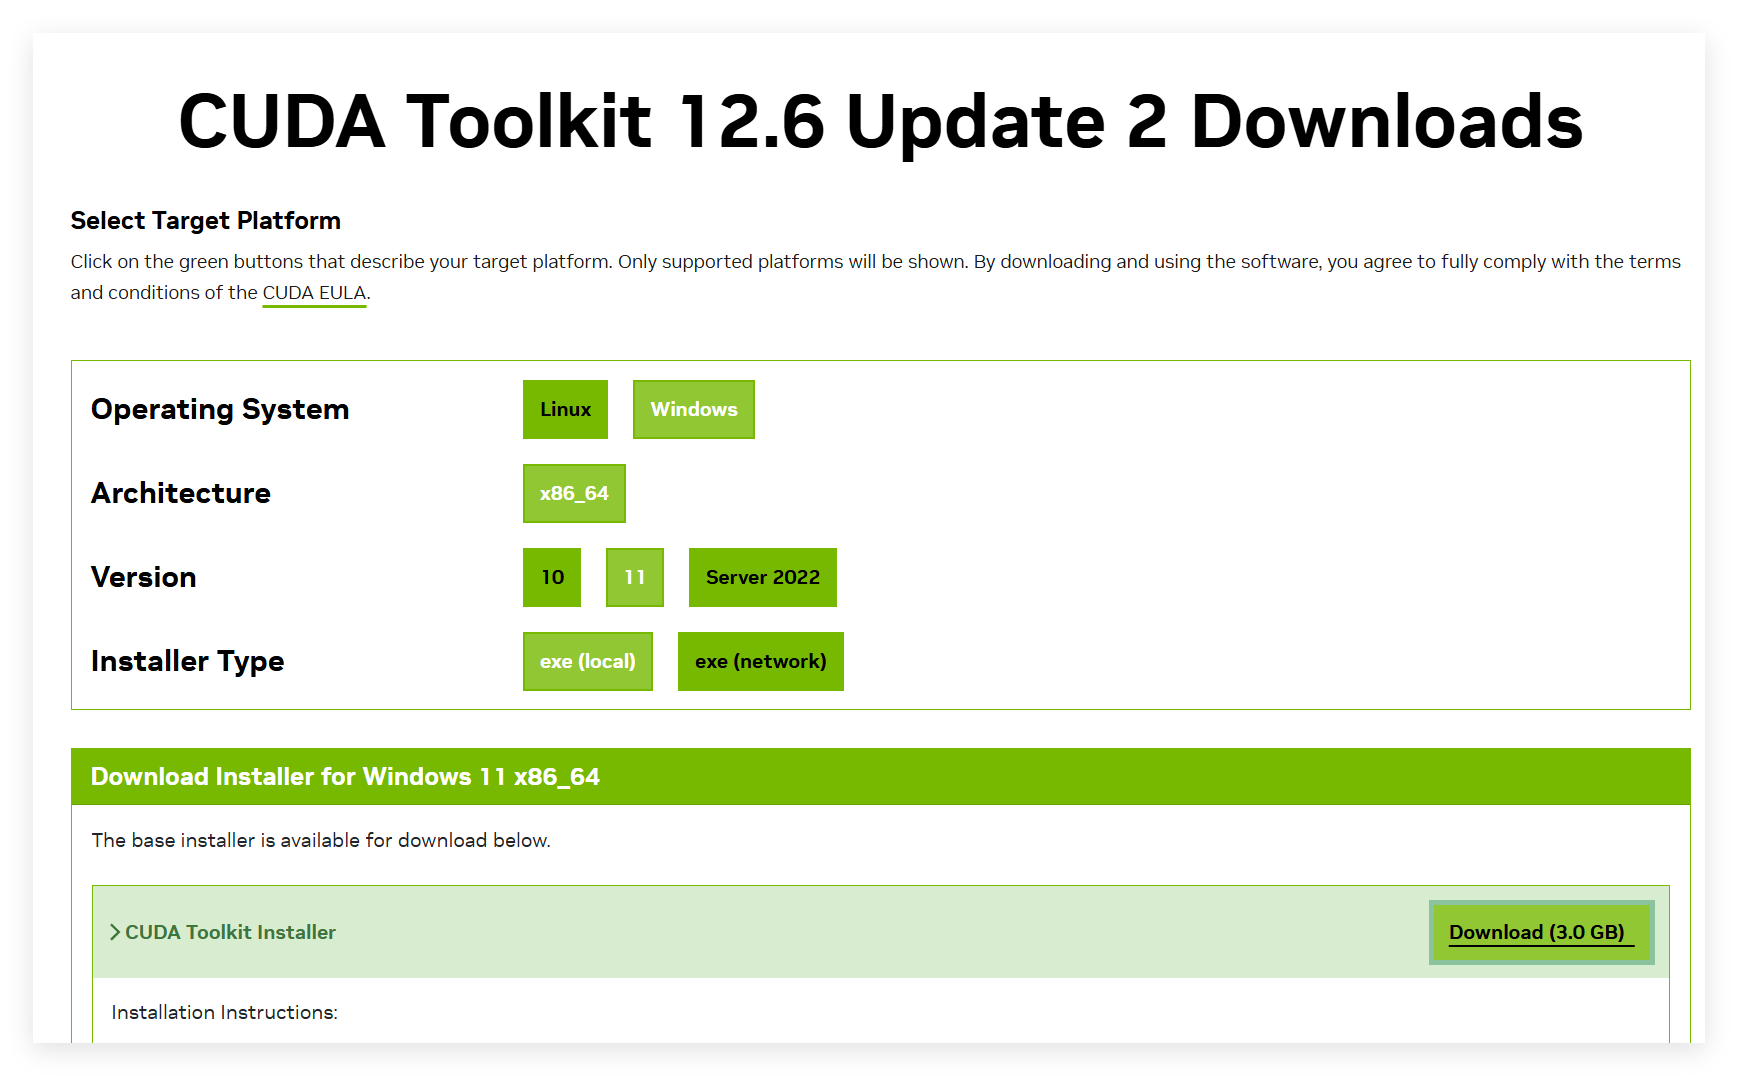 CUDA Toolkit 12.6 Update 2 Downloads
Select Target Platform
Click on the green buttons that describe your target platform. Only supported platforms will be shown. By downloading and using the software, you agree to fully comply with the terms
and conditions of the CUDA EULA.
Operating System
Linux Windows
Architecture
x86_64
Version
10 11 Server 2022
Installer Type
exe (local) exe (network)
Download Installer for Windows 11 x86_64
The base installer is available for download below.
CUDA Toolkit Installer
Download (3.0 GB)
Installation Instructions: